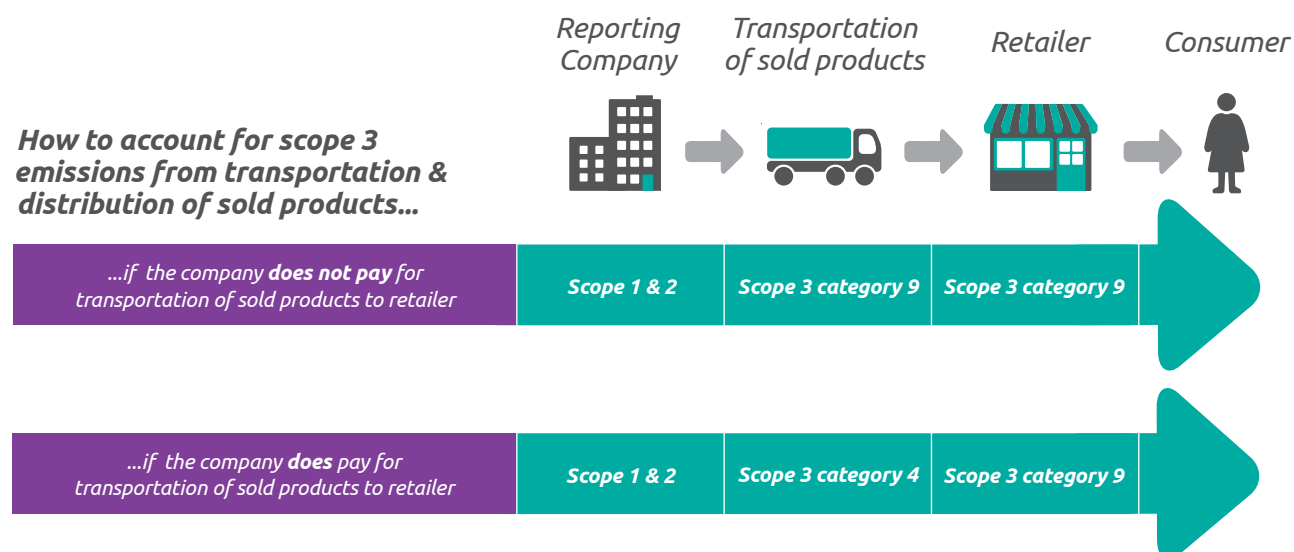 Reporting
Company
Transportation
of sold products
Retailer
Consumer
How to account for scope 3
emissions from transportation &
distribution of sold products...
...if the company does not pay for
transportation of sold products to retailer
Scope 1 & 2
Scope 3 category 9
Scope 3 category 9
...if the company does pay for
transportation of sold products to retailer
Scope 1 & 2
Scope 3 category 4
Scope 3 category 9